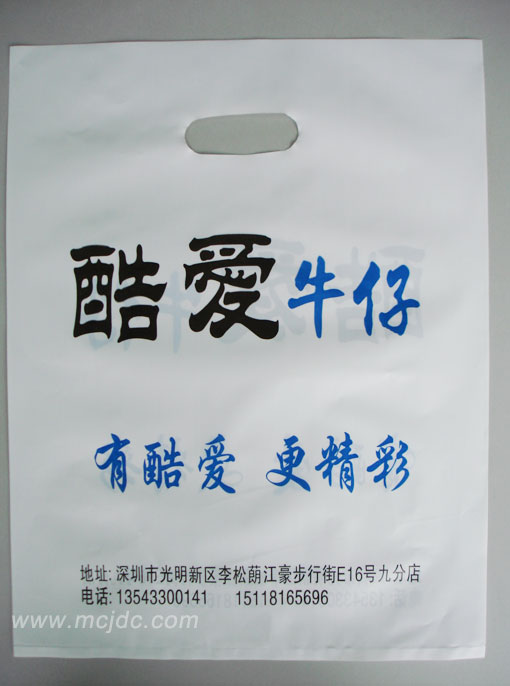 酷愛牛仔
有酷爱 更精彩
地址: 深圳市光明新区李松蓢江豪步行街E16号九分店
电话: 13543300141 15118165696
www.mcjdc.com